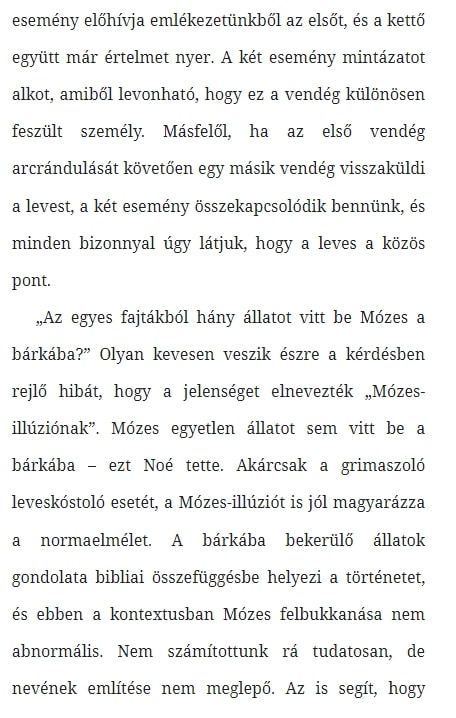 esemény előhívja emlékezetünkből az elsőt, és a kettő
együtt már értelmet nyer. A két esemény mintázatot
alkot, amiből levonható, hogy ez a vendég különösen
feszült személy. Másfelől, ha az első vendég
arcrándulását követően egy másik vendég visszaküldi
a levest, a két esemény összekapcsolódik bennünk, és
minden bizonnyal úgy látjuk, hogy a leves a közös
pont.
„Az egyes fajtákból hány állatot vitt be Mózes a
bárkába?” Olyan kevesen veszik észre a kérdésben
rejlő hibát, hogy a jelenséget elnevezték „Mózes-
illúziónak”. Mózes egyetlen állatot sem vitt be a
bárkába – ezt Noé tette. Akárcsak a grimaszoló
leveskóstoló esetét, a Mózes-illúziót is jól magyarázza
a normaelmélet. A bárkába bekerülő állatok
gondolata bibliai összefüggésbe helyezi a történetet,
és ebben a kontextusban Mózes felbukkanása nem
abnormális. Nem számítottunk rá tudatosan, de
nevének említése nem meglepő. Az is segít, hogy